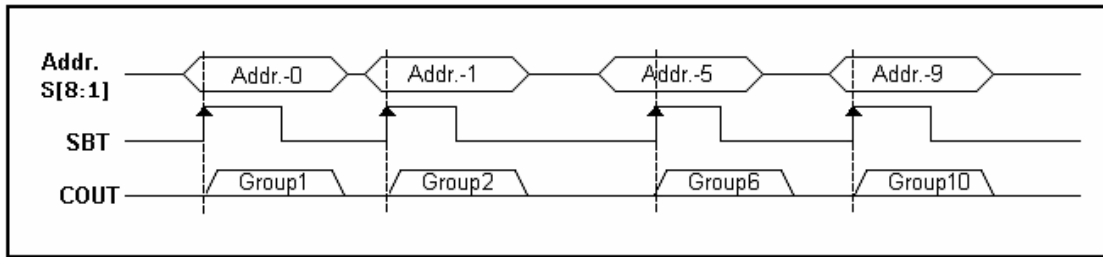 Addr.
S[8:1]
Addr.-0 Addr.-1 Addr.-5 Addr.-9
SBT
COUT
Group1 Group2 Group6 Group10